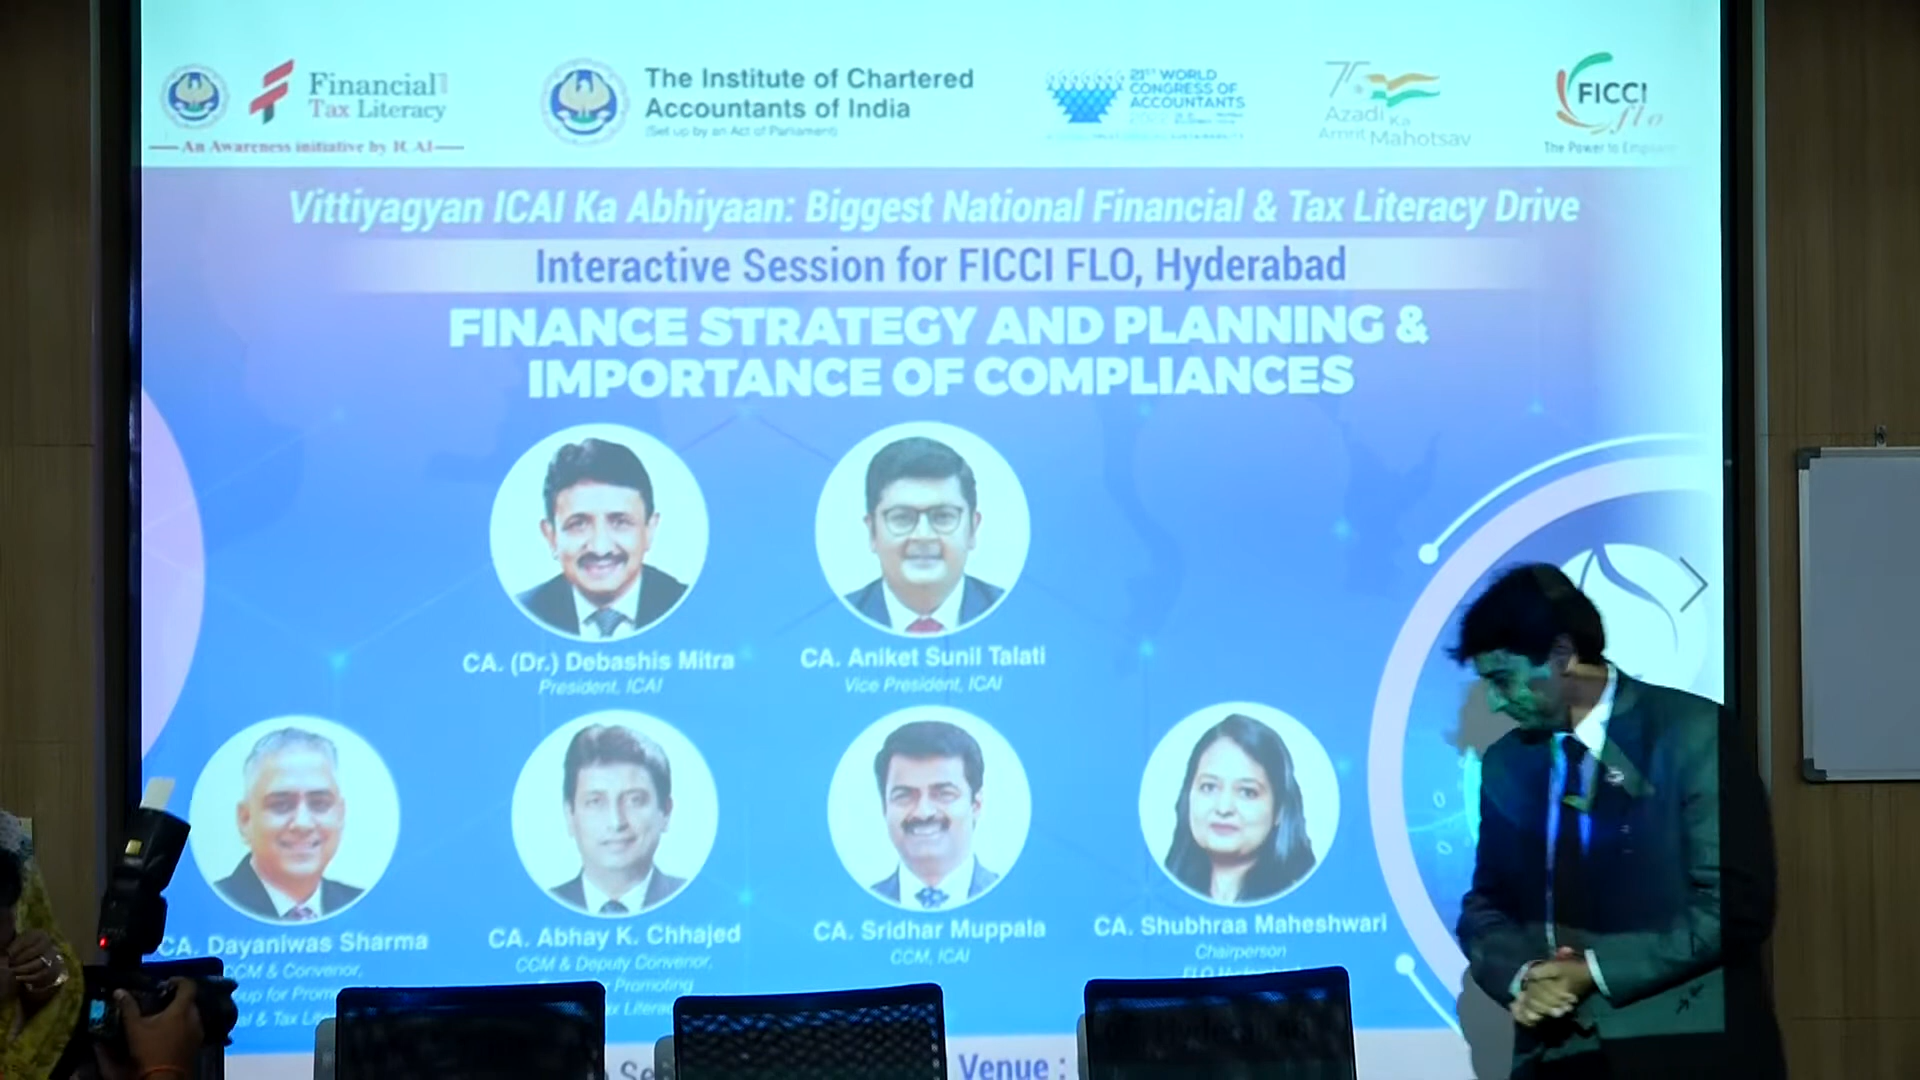 Financial
Tax Literacy
An Awareness initiative by ICAI
The Institute of Chartered
Accountants of India
(Set up by an Act of Parliament)
21ST WORLD
CONGRESS OF
ACCOUNTANTS
75
Azadi Ka
Amrit Mahotsav
FICCI
flo
The Power to Empower
Vittiyagyan ICAI Ka Abhiyaan: Biggest National Financial & Tax Literacy Drive
Interactive Session for FICCI FLO, Hyderabad
FINANCE STRATEGY AND PLANNING &
IMPORTANCE OF COMPLIANCES
CA. (Dr.) Debashis Mitra
President, ICAI
CA. Aniket Sunil Talati
Vice President, ICAI
CA. Dayaniwas Sharma
CCM & Convenor,
CA. Abhay K. Chhajed
CCM & Deputy Convenor,
Promoting
CA. Sridhar Muppala
CCM, ICAI
CA. Shubhraa Maheshwari
Chairperson
Venue :